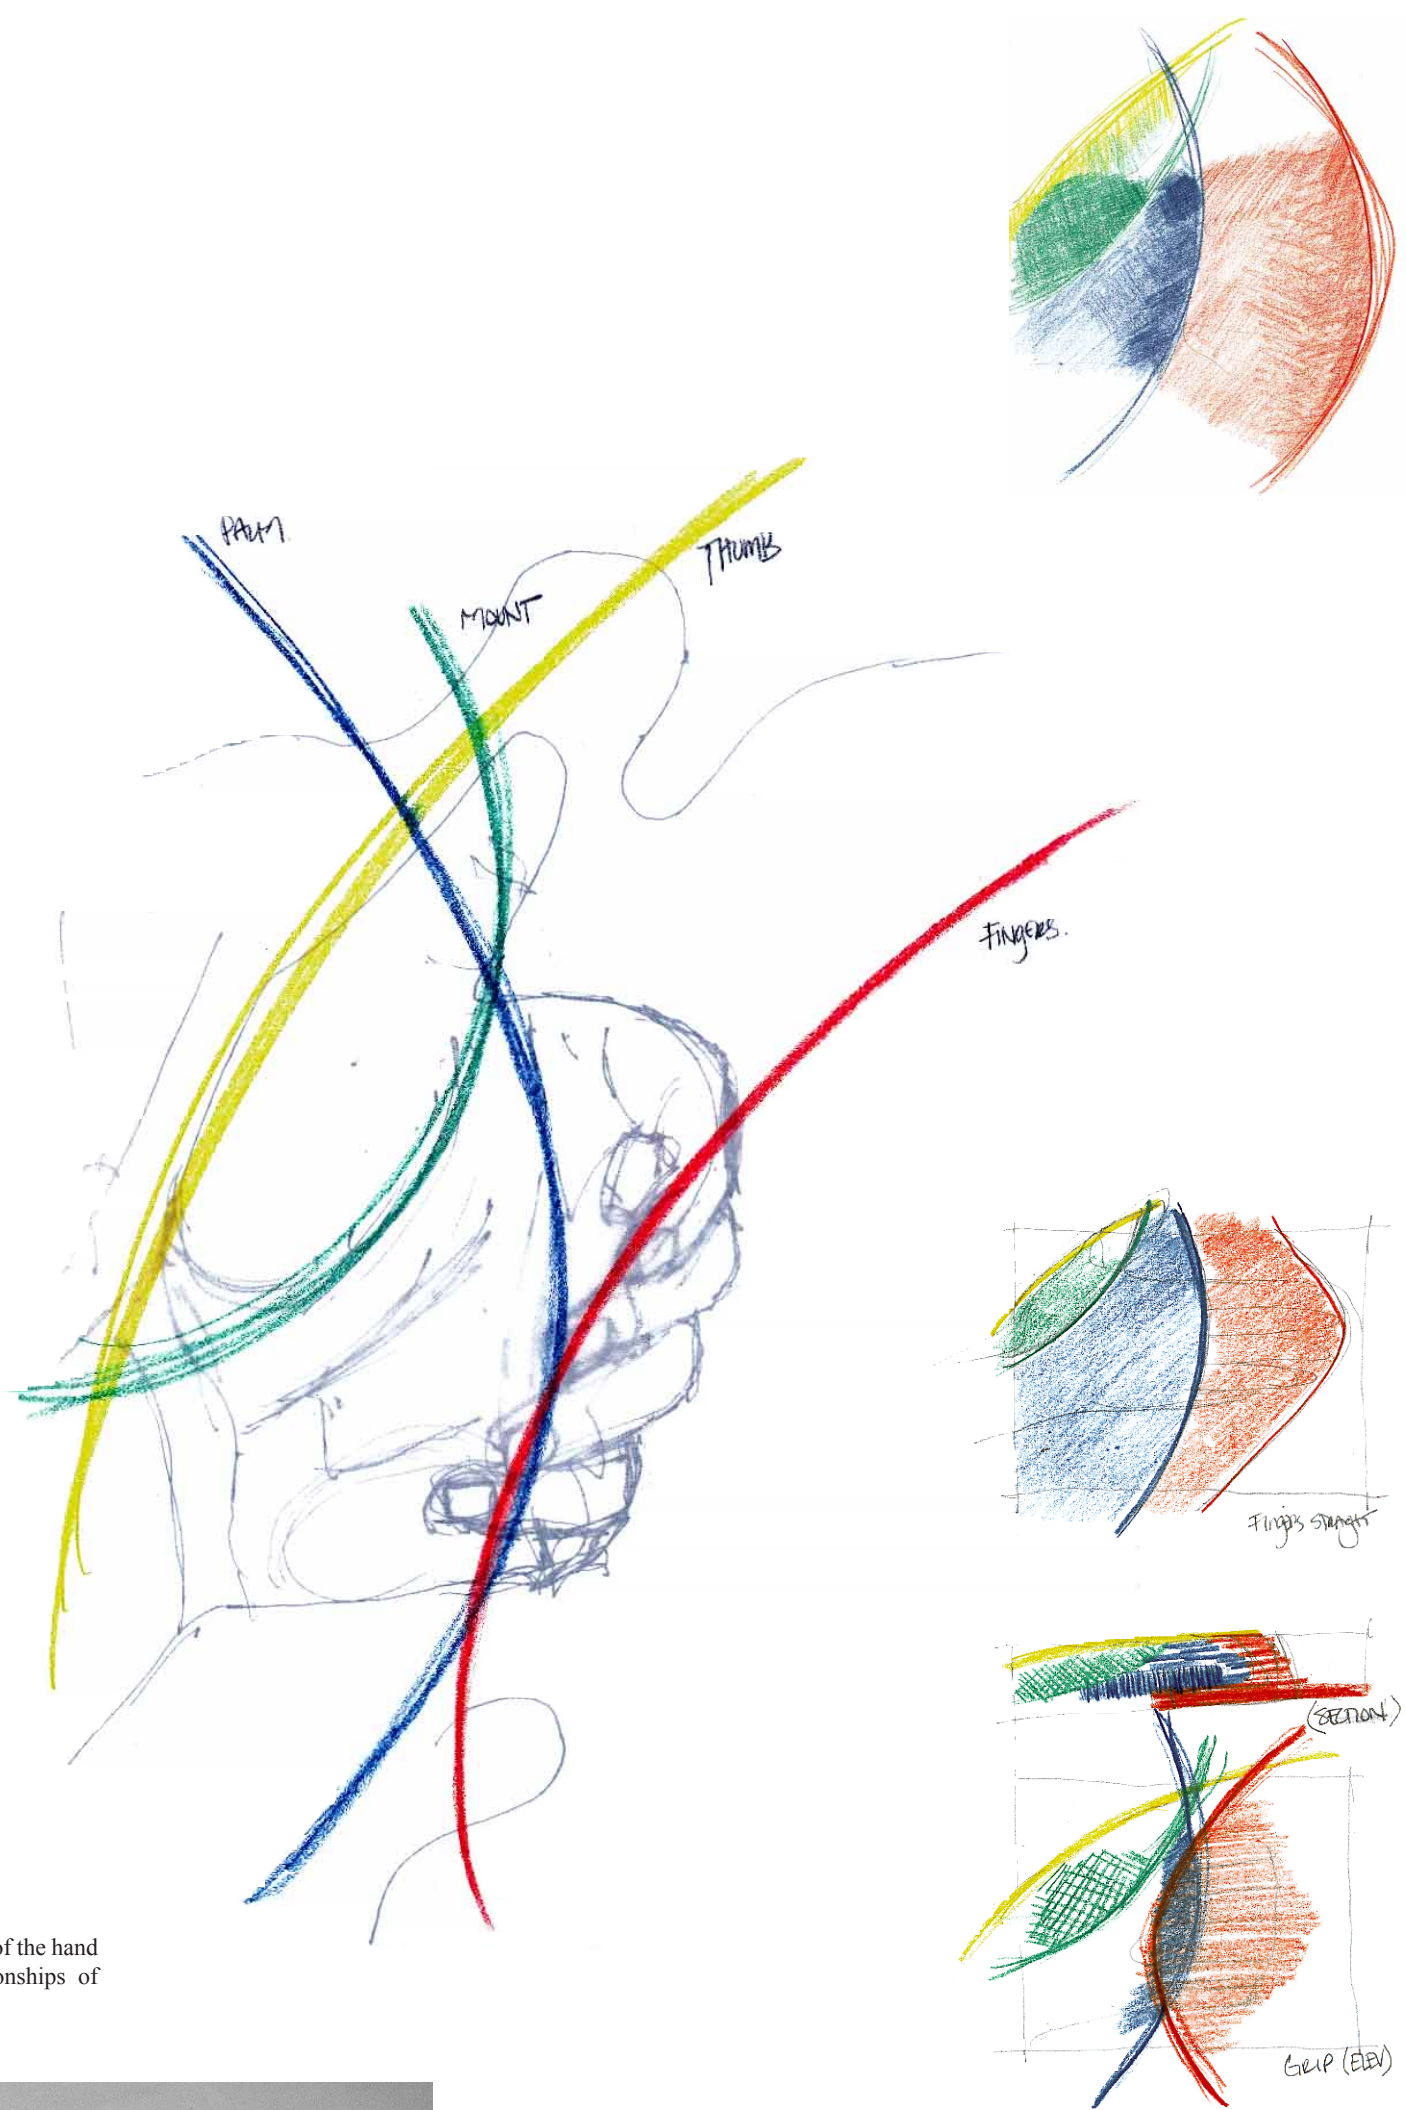 PALM.
THUMB
MOUNT
FINGERS.
FINGERS STRAIGHT
(SECTION)
of the hand
onships of
GRIP (ELEV)